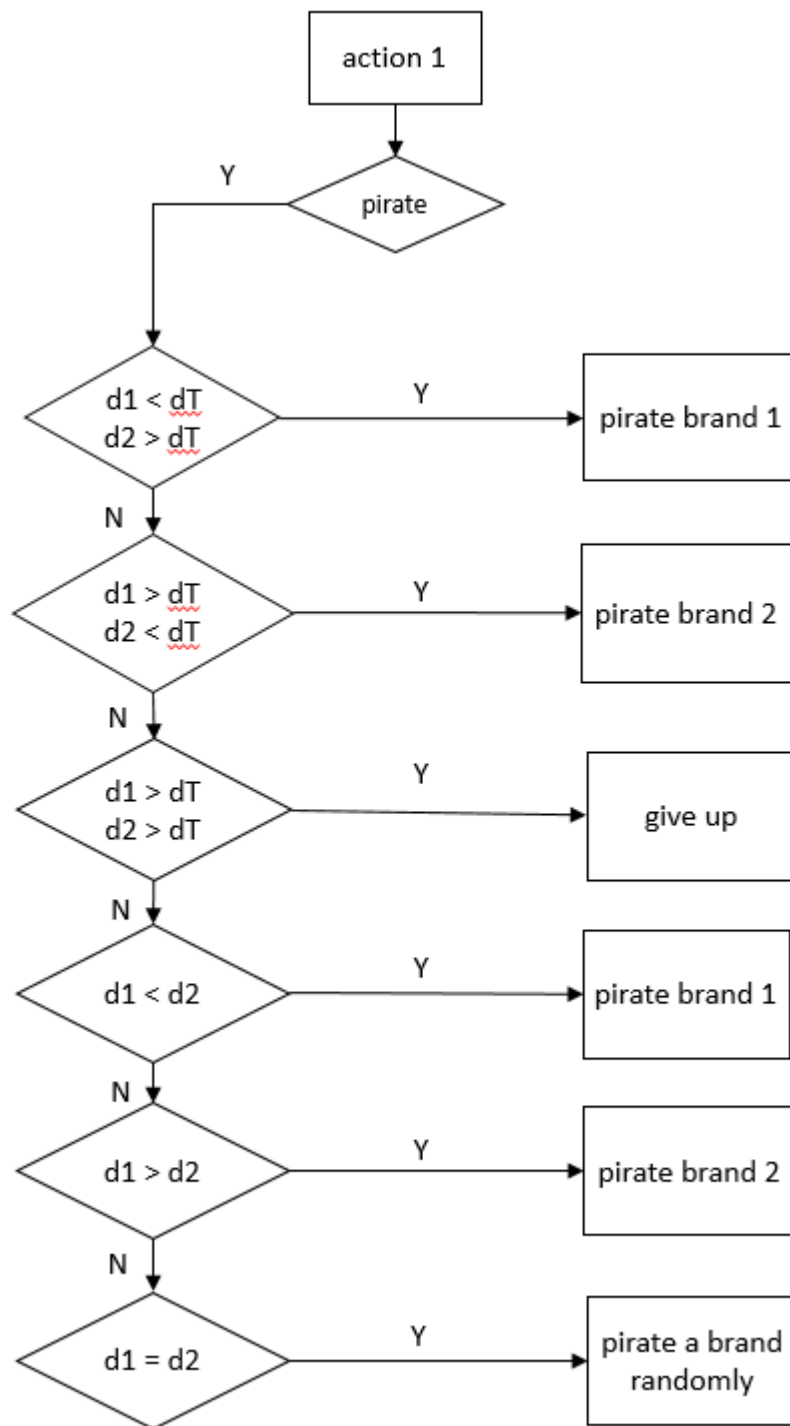 action 1
Y
pirate
d1 < dT
d2 > dT
Y
pirate brand 1
N
d1 > dT
d2 < dT
Y
pirate brand 2
N
d1 > dT
d2 > dT
Y
give up
N
d1 < d2
Y
pirate brand 1
N
d1 > d2
Y
pirate brand 2
N
d1 = d2
Y
pirate a brand
randomly